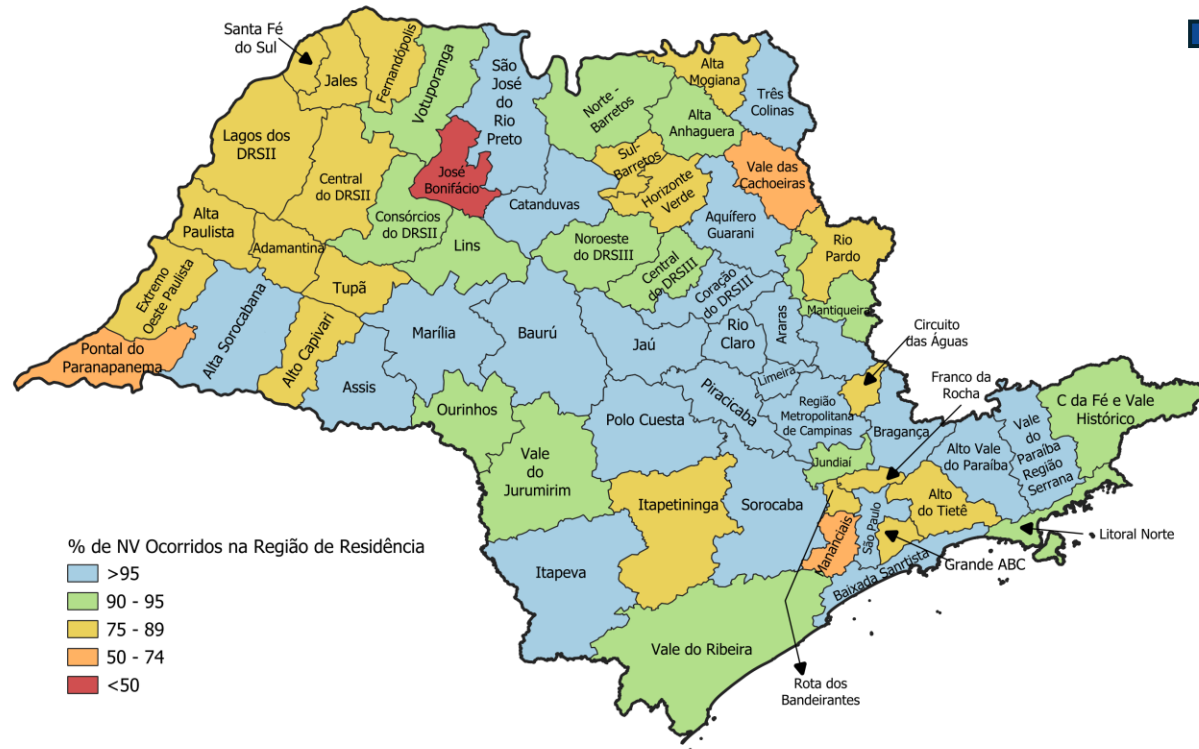 Santa Fé
do Sul
Jales
Fernandópolis
Votuporanga
São
José
do
Rio
Preto
Norte -
Barretos
Alta
Mogiana
Três
Colinas
Alta
Anhaguera
Lagos dos
DRSII
Central
do DRSII
José
Bonifácio
Sul-
Barretos
Horizonte
Verde
Vale das
Cachoeiras
Catanduvas
Aquífero
Guarani
Alta
Paulista
Adamantina
Consórcios
do DRSII
Lins
Noroeste
do DRSIII
Central
do DRSIII
Coração
do DRSIII
Rio
Pardo
Mantiqueira
Extremo
Oeste Paulista
Alta Sorocabana
Tupã
Marília
Baurú
Jaú
Rio
Claro
Araras
Circuito
das Águas
Pontal do
Paranapanema
Alto Capivari
Assis
Limeira
Piracicaba
Região
Metropolitana
de Campinas
Franco da
Rocha
Ourinhos
Polo Cuesta
Bragança
Alto Vale
do Paraíba
Vale
do
Paraíba
Região
Serrana
C da Fé e Vale
Histórico
Vale
do
Jurumirim
Jundiaí
Itapetininga
Sorocaba
Mananciais
São Paulo
Alto
do Tietê
Litoral Norte
Grande ABC
Itapeva
Baixada Sanrtista
Vale do Ribeira
Rota dos
Bandeirantes
% de NV Ocorridos na Região de Residência
>95
90 - 95
75 - 89
50 - 74
<50